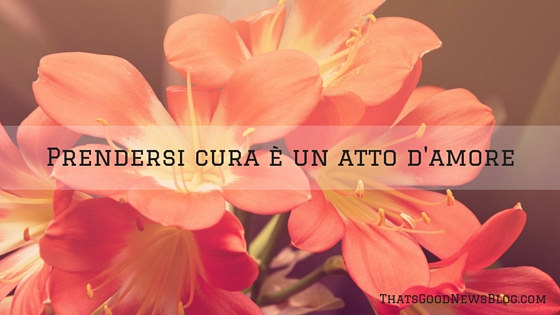 Prendersi cura è un atto d'amore
ThatsGoodNewsBlog.com